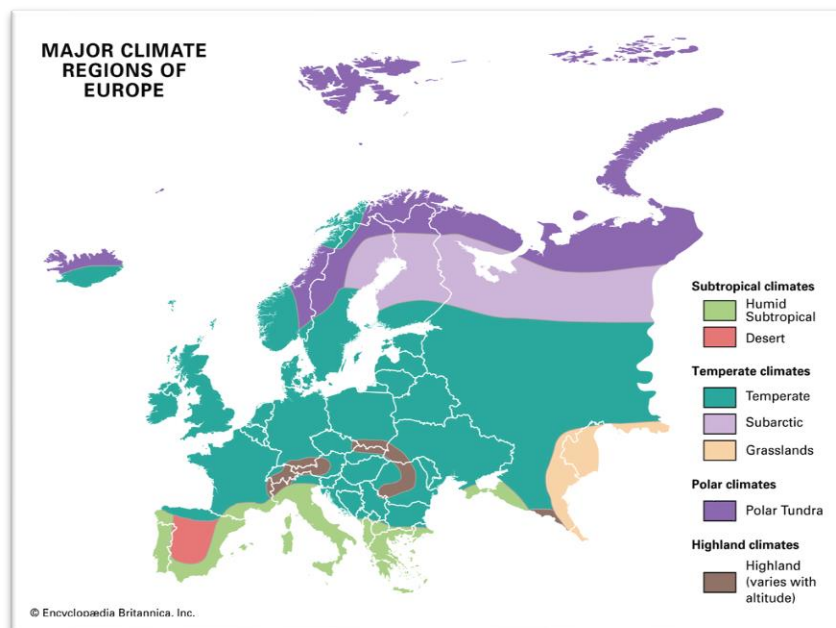 MAJOR CLIMATE
REGIONS OF
EUROPE
Subtropical climates
Humid
Subtropical
Desert
Temperate climates
Temperate
Subarctic
Grasslands
Polar climates
Polar Tundra
Highland climates
Highland
(varies with
altitude)
© Encyclopædia Britannica, Inc.